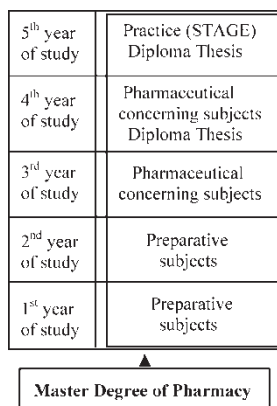 5th year
of study
Practice (STAGE)
Diploma Thesis
4th year
of study
Pharmaceutical
concerning subjects
Diploma Thesis
3rd year
of study
Pharmaceutical
concerning subjects
2nd year
of study
Preparative
subjects
1st year
of study
Preparative
subjects
Master Degree of Pharmacy